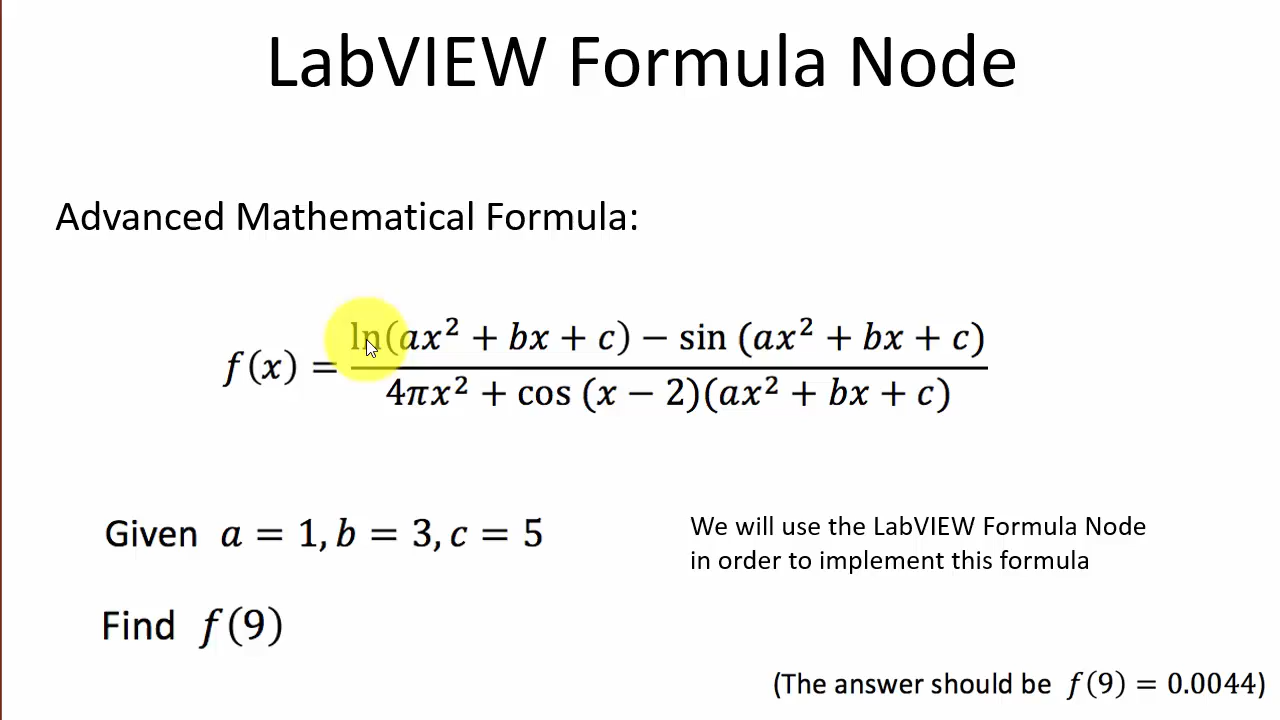 LabVIEW Formula Node
Advanced Mathematical Formula:
f(x) = \frac{ln(ax² + bx + c) − sin (ax² + bx + c)}{4πx² + cos (x − 2)(ax² + bx + c)}
Given a = 1, b = 3, c = 5
We will use the LabVIEW Formula Node
in order to implement this formula
Find f(9)
(The answer should be f(9) = 0.0044)